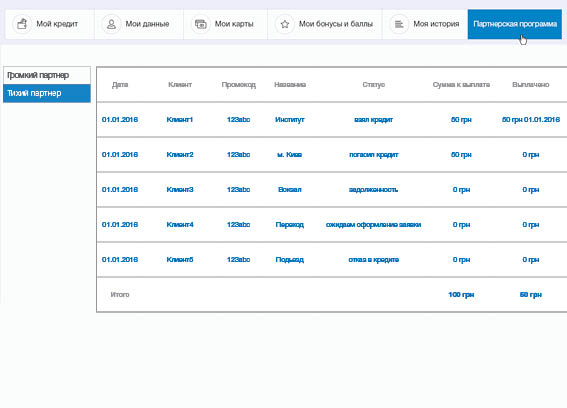 Мой кредит Мои данные Мои карты Мои бонусы и баллы Моя история Партнерская программа
Громкий партнер
Тихий партнер
Дата Клиент Промокод Название Статус Сумма к выплате Выплачено
01.01.2016 Клиент1 123abc Институт взял кредит 50 грн 50 грн 01.01.2016
01.01.2016 Клиент2 123abc м. Киев погасил кредит 50 грн 0 грн
01.01.2016 Клиент3 123abc Вокзал задолженность 0 грн 0 грн
01.01.2016 Клиент4 123abc Переход ожидаем оформление заявки 0 грн 0 грн
01.01.2016 Клиент5 123abc Подьезд отказ в кредите 0 грн 0 грн
Итого 100 грн 50 грн